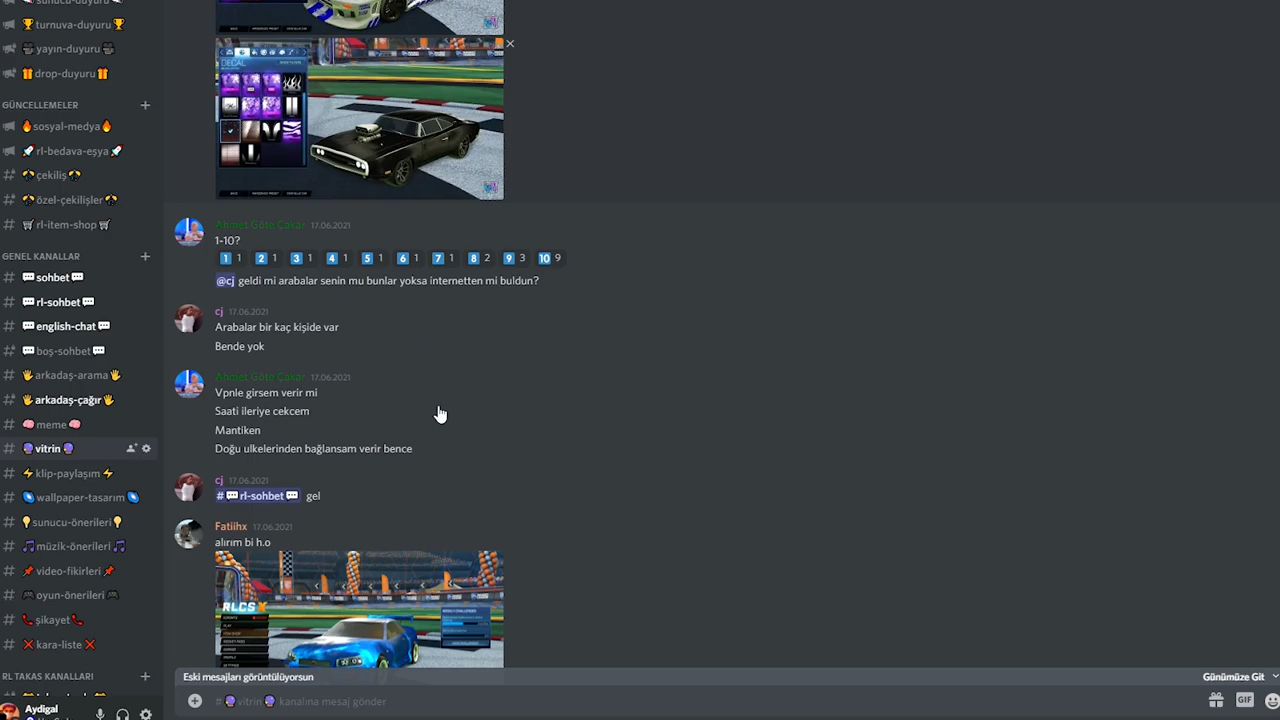 sunucu-duyuru
turnuva-duyuru
yayın-duyuru
drop-duyuru
GÜNCELLEMELER
sosyal-medya
rl-bedava-eşya
çekiliş
özel-çekilişler
rl-item-shop
GENEL KANALLAR
# sohbet
# rl-sohbet
# english-chat
# boş-sohbet
# arkadaş-arama
# arkadaş-çağır
# meme
# vitrin
# klip-paylaşım
# wallpaper-tasarım
# sunucu-önerileri
# müzik-önerileri
# video-fikirleri
# oyun-önerileri
# şikayet
# kara-liste
RL TAKAS KANALLARI
Aydigal
DECAL
Ahmet Göte Çakar 17.06.2021
1-10?
1 1 2 1 3 1 4 1 5 1 6 1 7 1 8 2 9 3 10 9
@cj geldi mi arabalar senin mu bunlar yoksa internetten mi buldun?
cj 17.06.2021
Arabalar bir kaç kişide var
Bende yok
Ahmet Göte Çakar 17.06.2021
Vpnle girsem verir mi
Saati ileriye cekcem
Mantiken
Doğu ulkelerinden bağlansam verir bence
cj 17.06.2021
# rl-sohbet gel
Fatiihx 17.06.2021
alırım bi h.o
RLCS X
Eski mesajları görüntülüyorsun
Günümüze Git
# vitrin kanalına mesaj gönder
GIF